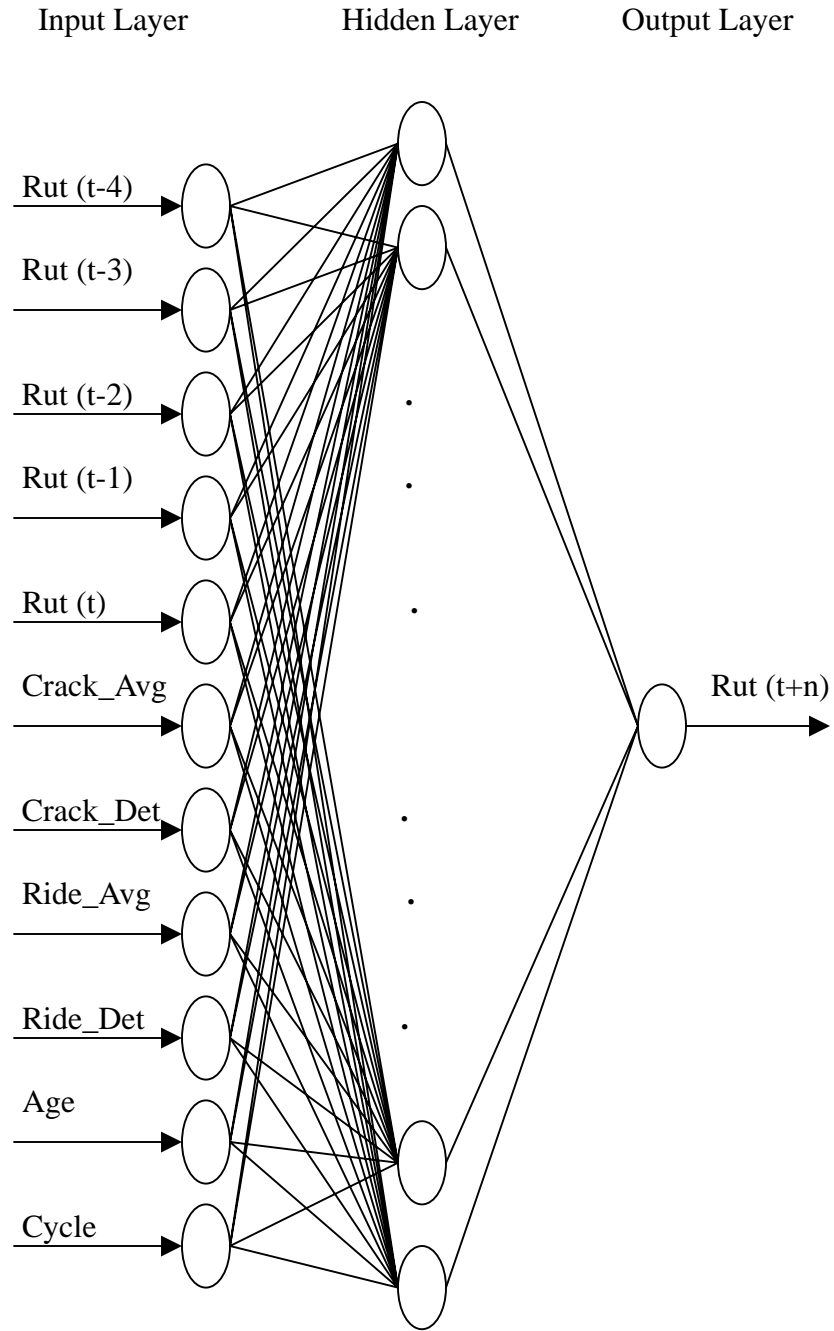 Input Layer Hidden Layer Output Layer
Rut (t-4)
Rut (t-3)
Rut (t-2)
Rut (t-1)
Rut (t)
Crack_Avg
Rut (t+n)
Crack_Det
Ride_Avg
Ride_Det
Age
Cycle